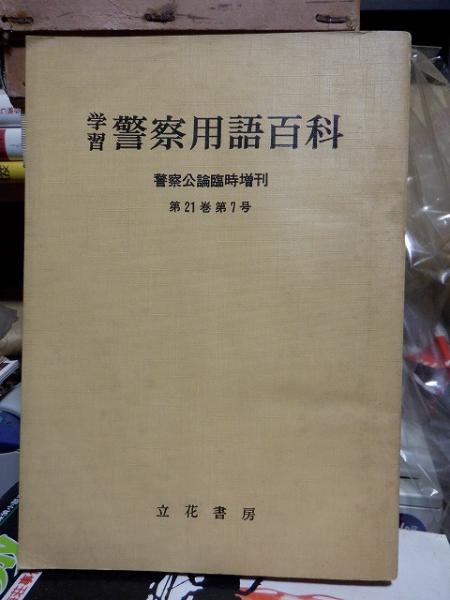 学習 警察用語百科
警察公論臨時増刊
第21巻第7号
立花書房